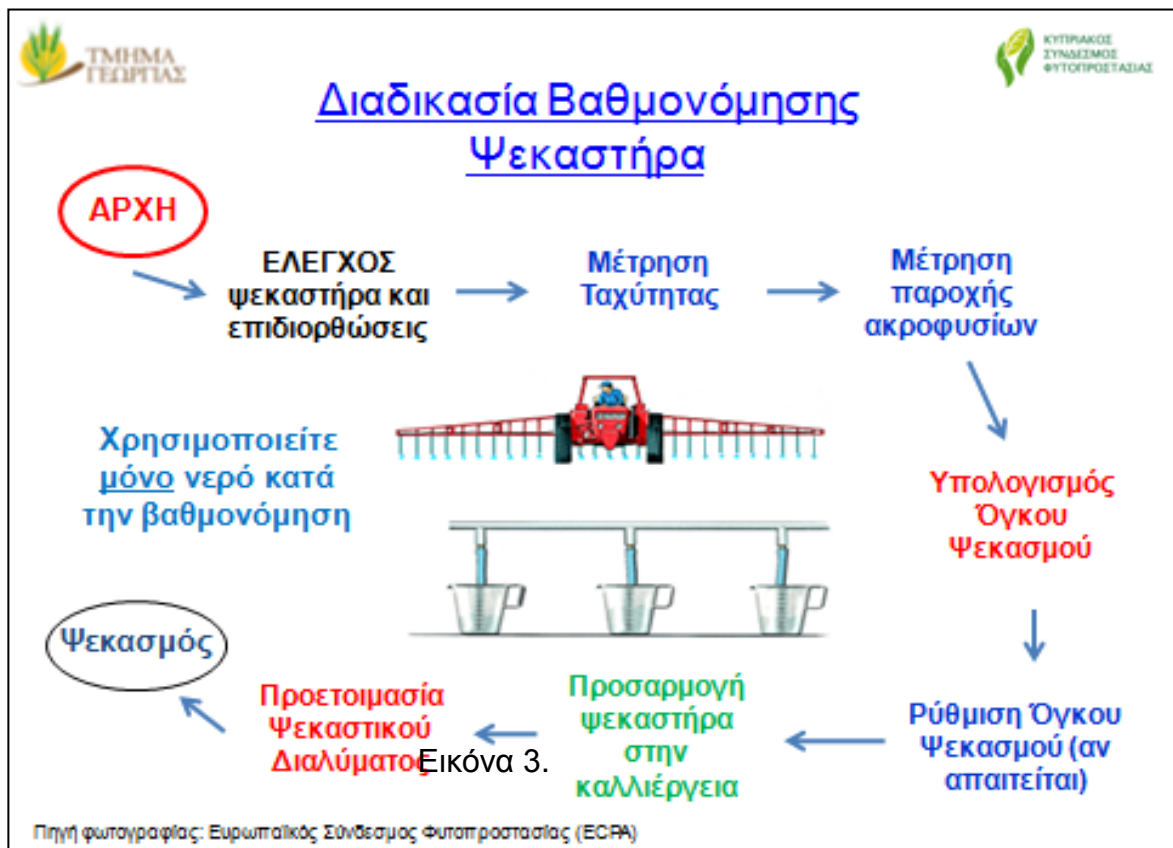 ΤΜΗΜΑ
ΓΕΩΡΓΙΑΣ
ΚΥΠΡΙΑΚΟΣ
ΣΥΝΔΕΣΜΟΣ
ΦΥΤΟΠΡΟΣΤΑΣΙΑΣ
Διαδικασία Βαθμονόμησης
Ψεκαστήρα
ΑΡΧΗ
ΕΛΕΓΧΟΣ
ψεκαστήρα και
επιδιορθώσεις
Μέτρηση
Ταχύτητας
Μέτρηση
παροχής
ακροφυσίων
Χρησιμοποιείτε
μόνο νερό κατά
την βαθμονόμηση
Υπολογισμός
Όγκου
Ψεκασμού
Ρύθμιση Όγκου
Ψεκασμού (αν
απαιτείται)
Προσαρμογή
ψεκαστήρα
στην
καλλιέργεια
Προετοιμασία
Ψεκαστικού
Διαλύματος
Ψεκασμός
Εικόνα 3.
Πηγή φωτογραφίας: Ευρωπαϊκός Σύνδεσμος Φυτοπροστασίας (ECPA)